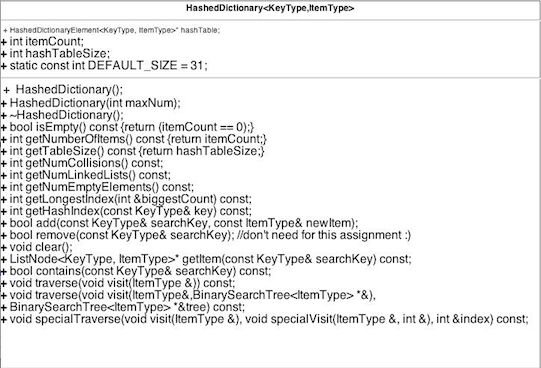 HashedDictionary<KeyType,ItemType>
+ HashedDictionaryElement<KeyType, ItemType>* hashTable;
+ int itemCount;
+ int hashTableSize;
+ static const int DEFAULT_SIZE = 31;
+ HashedDictionary();
+ HashedDictionary(int maxNum);
+ ~HashedDictionary();
+ bool isEmpty() const {return (itemCount == 0);}
+ int getNumberOfItems() const {return itemCount;}
+ int getTableSize() const {return hashTableSize;}
+ int getNumCollisions() const;
+ int getNumLinkedLists() const;
+ int getNumEmptyElements() const;
+ int getLongestIndex(int &biggestCount) const;
+ int getHashIndex(const KeyType& key) const;
+ bool add(const KeyType& searchKey, const ItemType& newItem);
+ bool remove(const KeyType& searchKey); //don't need for this assignment :)
+ void clear();
+ ListNode<KeyType, ItemType>* getItem(const KeyType& searchKey) const;
+ bool contains(const KeyType& searchKey) const;
+ void traverse(void visit(ItemType &)) const;
+ void traverse(void visit(ItemType&,BinarySearchTree<ItemType> *&),
+ BinarySearchTree<ItemType> *&tree) const;
+ void specialTraverse(void visit(ItemType &), void specialVisit(ItemType &, int &), int &index) const;